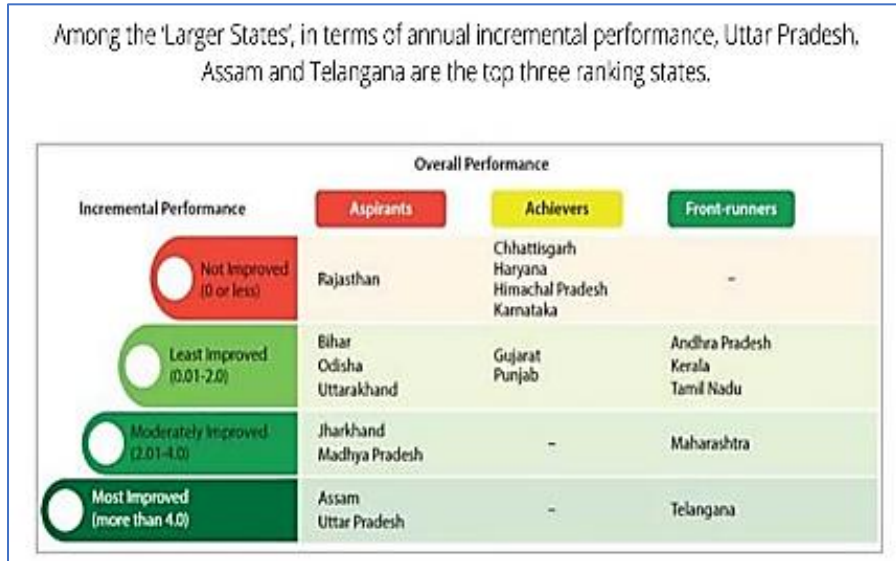 Among the 'Larger States', in terms of annual incremental performance, Uttar Pradesh,
Assam and Telangana are the top three ranking states.
Overall Performance
Incremental Performance
Aspirants
Achievers
Front-runners
Not Improved
(0 or less)
Rajasthan
Chhattisgarh
Haryana
Himachal Pradesh
Karnataka
–
Least Improved
(0.01-2.0)
Bihar
Odisha
Uttarakhand
Gujarat
Punjab
Andhra Pradesh
Kerala
Tamil Nadu
Moderately Improved
(2.01-4.0)
Jharkhand
Madhya Pradesh
–
Maharashtra
Most Improved
(more than 4.0)
Assam
Uttar Pradesh
–
Telangana